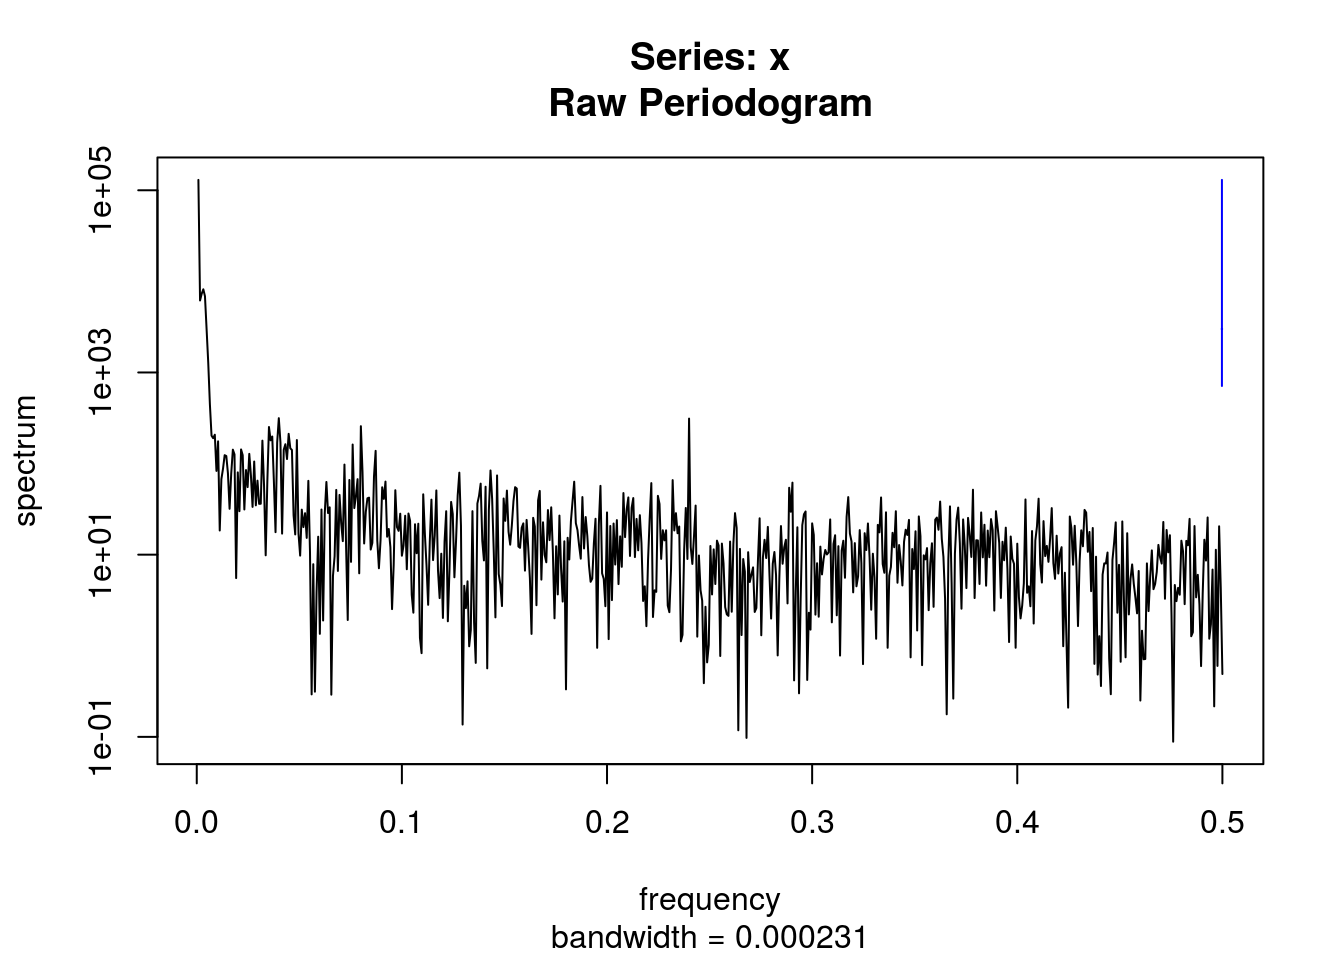 Series: x
Raw Periodogram
spectrum
1e+05
1e+03
1e+01
1e-01
0.0 0.1 0.2 0.3 0.4 0.5
frequency
bandwidth = 0.000231